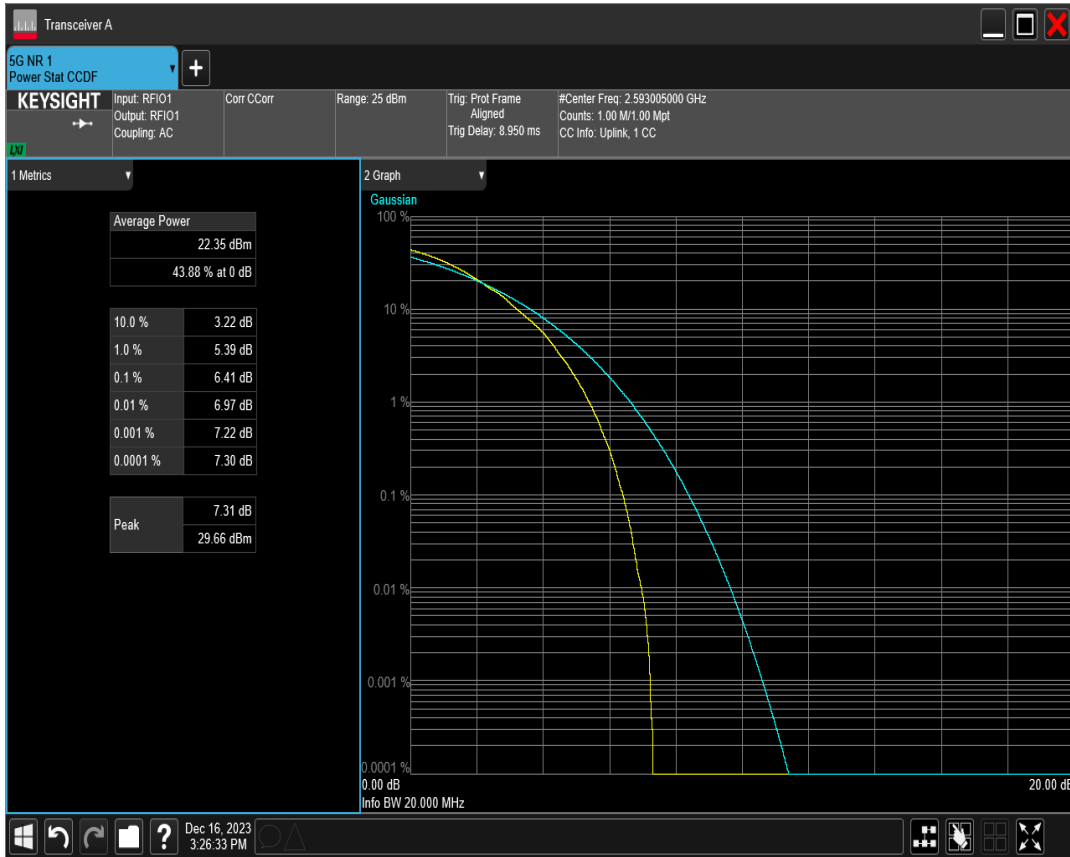 Transceiver A
5G NR 1
Power Stat CCDF
KEYSIGHT
LXI
Input: RFIO1
Output: RFIO1
Coupling: AC
Corr CCorr
Range: 25 dBm
Trig: Prot Frame
Aligned
Trig Delay: 8.950 ms
#Center Freq: 2.593005000 GHz
Counts: 1.00 M/1.00 Mpt
CC Info: Uplink, 1 CC
1 Metrics
Average Power
22.35 dBm
43.88 % at 0 dB
10.0 % 3.22 dB
1.0 % 5.39 dB
0.1 % 6.41 dB
0.01 % 6.97 dB
0.001 % 7.22 dB
0.0001 % 7.30 dB
Peak 7.31 dB
29.66 dBm
2 Graph
Gaussian
100 %
10 %
1 %
0.1 %
0.01 %
0.001 %
0.0001 %
0.00 dB 20.00 dB
Info BW 20.000 MHz
?
Dec 16, 2023
3:26:33 PM